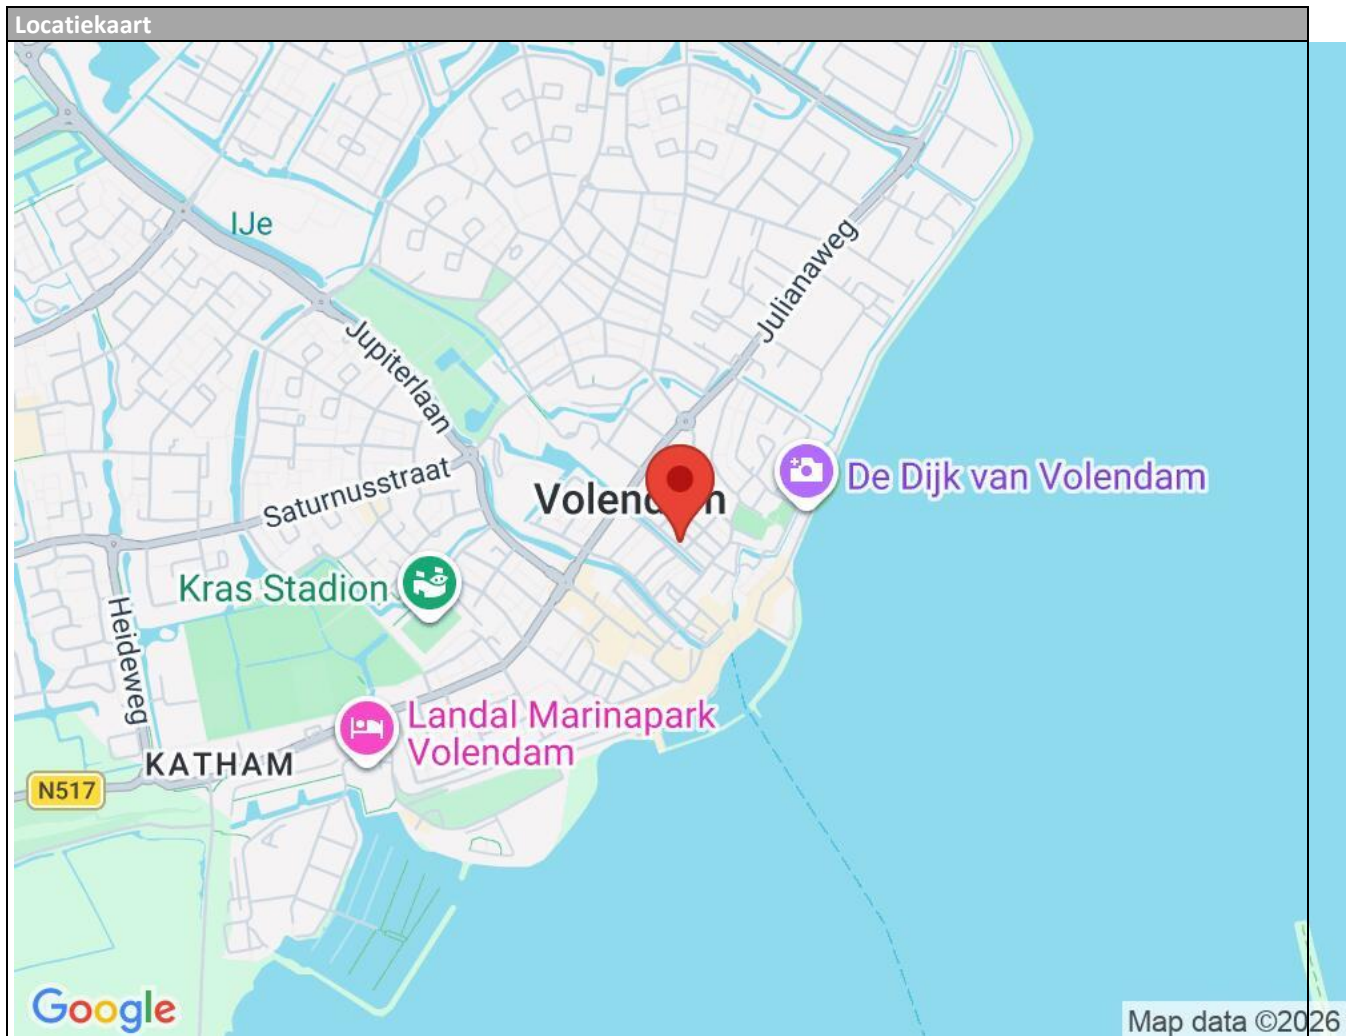 Locatiekaart
IJe
Julianaweg
Jupiterlaan
Saturnusstraat
Volendam
De Dijk van Volendam
Kras Stadion
Heideweg
Landal Marinapark
Volendam
KATHAM
N517
Google
Map data ©2026